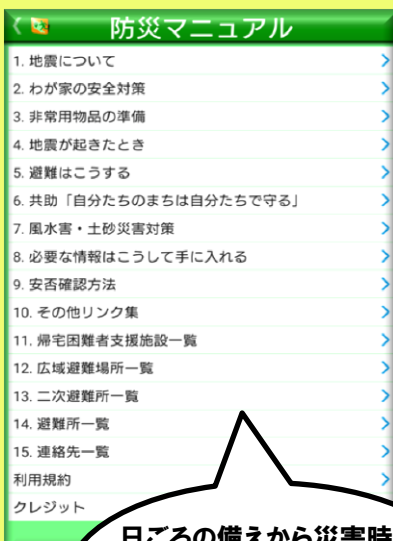 防災マニュアル
1. 地震について
2. わが家の安全対策
3. 非常用物品の準備
4. 地震が起きたとき
5. 避難はこうする
6. 共助「自分たちのまちは自分たちで守る」
7. 風水害・土砂災害対策
8. 必要な情報はこうして手に入れる
9. 安否確認方法
10. その他リンク集
11. 帰宅困難者支援施設一覧
12. 広域避難場所一覧
13. 二次避難所一覧
14. 避難所一覧
15. 連絡先一覧
利用規約
クレジット
日ごろの備えから災害時